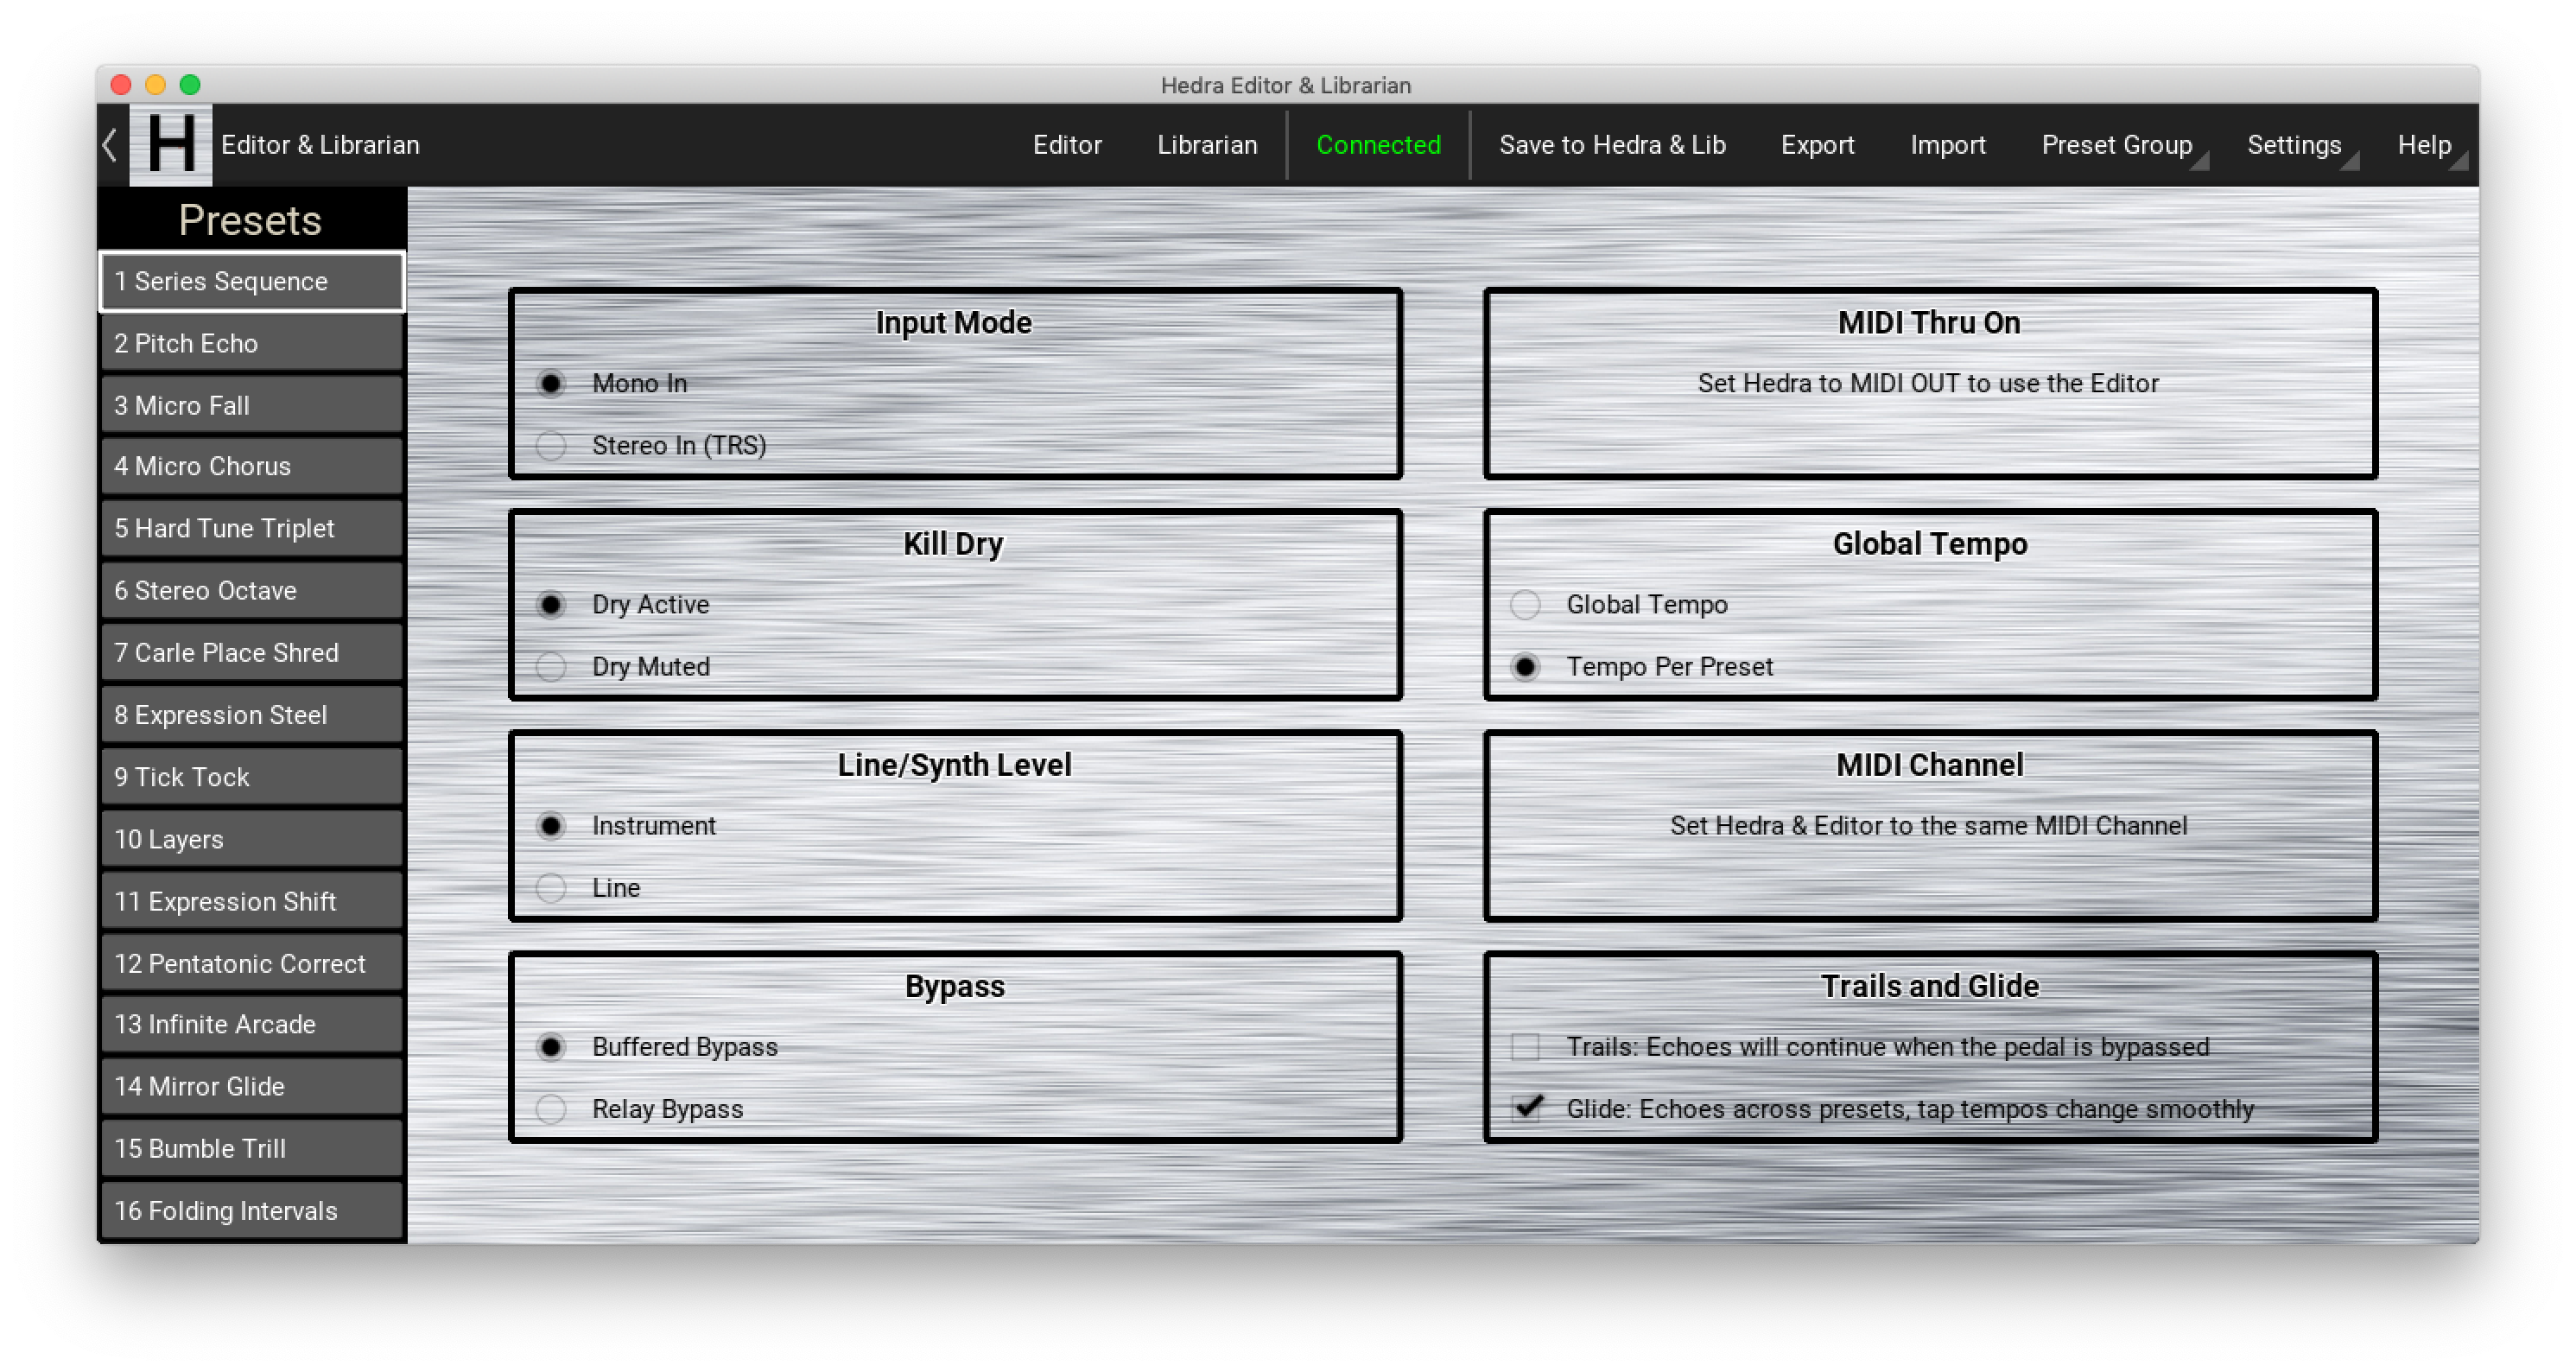 Hedra Editor & Librarian
H
Editor & Librarian
Editor
Librarian
Connected
Save to Hedra & Lib
Export
Import
Preset Group
Settings
Help
Presets
1 Series Sequence
2 Pitch Echo
3 Micro Fall
4 Micro Chorus
5 Hard Tune Triplet
6 Stereo Octave
7 Carle Place Shred
8 Expression Steel
9 Tick Tock
10 Layers
11 Expression Shift
12 Pentatonic Correct
13 Infinite Arcade
14 Mirror Glide
15 Bumble Trill
16 Folding Intervals
Input Mode
Mono In
Stereo In (TRS)
MIDI Thru On
Set Hedra to MIDI OUT to use the Editor
Kill Dry
Dry Active
Dry Muted
Global Tempo
Global Tempo
Tempo Per Preset
Line/Synth Level
Instrument
Line
MIDI Channel
Set Hedra & Editor to the same MIDI Channel
Bypass
Buffered Bypass
Relay Bypass
Trails and Glide
Trails: Echoes will continue when the pedal is bypassed
Glide: Echoes across presets, tap tempos change smoothly